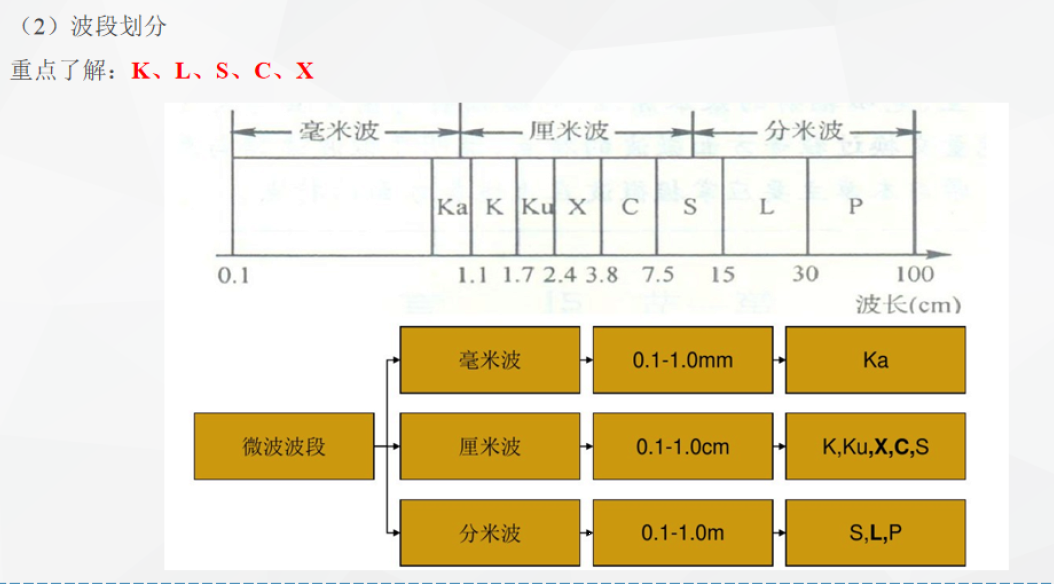 （2）波段划分
重点了解：K、L、S、C、X
毫米波 厘米波 分米波
Ka K Ku X C S L P
0.1 1.1 1.7 2.4 3.8 7.5 15 30 100
波长(cm)
毫米波 0.1-1.0mm Ka
微波波段 厘米波 0.1-1.0cm K,Ku,X,C,S
分米波 0.1-1.0m S,L,P